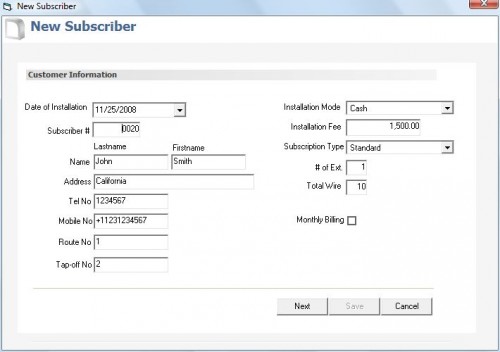 New Subscriber
New Subscriber
Customer Information
Date of Installation 11/25/2008
Subscriber # 0020
Lastname Firstname
Name John Smith
Address California
Tel No 1234567
Mobile No +11231234567
Route No 1
Tap-off No 2
Installation Mode Cash
Installation Fee 1,500.00
Subscription Type Standard
# of Ext. 1
Total Wire 10
Monthly Billing
Next Save Cancel